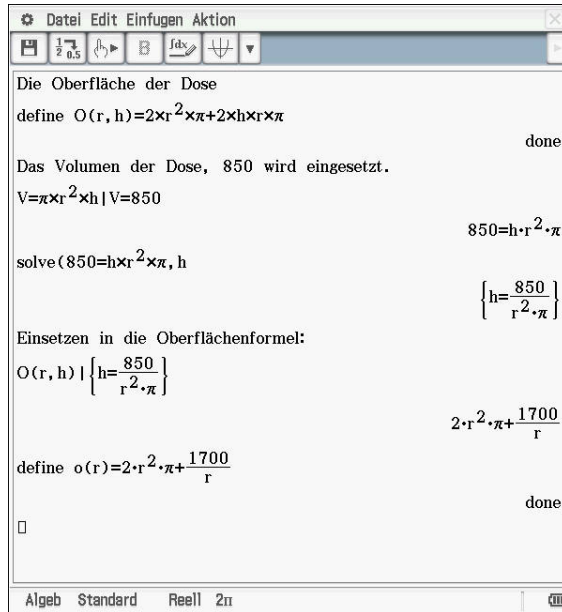 Datei Edit Einfugen Aktion
Die Oberfläche der Dose
define O(r,h)=2×r²×π+2×h×r×π
done
Das Volumen der Dose, 850 wird eingesetzt.
V=π×r²×h|V=850
850=h·r²·π
solve(850=h×r²×π,h
{h=850/(r²·π)}
Einsetzen in die Oberflächenformel:
O(r,h)|{h=850/(r²·π)}
2·r²·π+1700/r
define o(r)=2·r²·π+1700/r
done
Algeb Standard Reell 2π